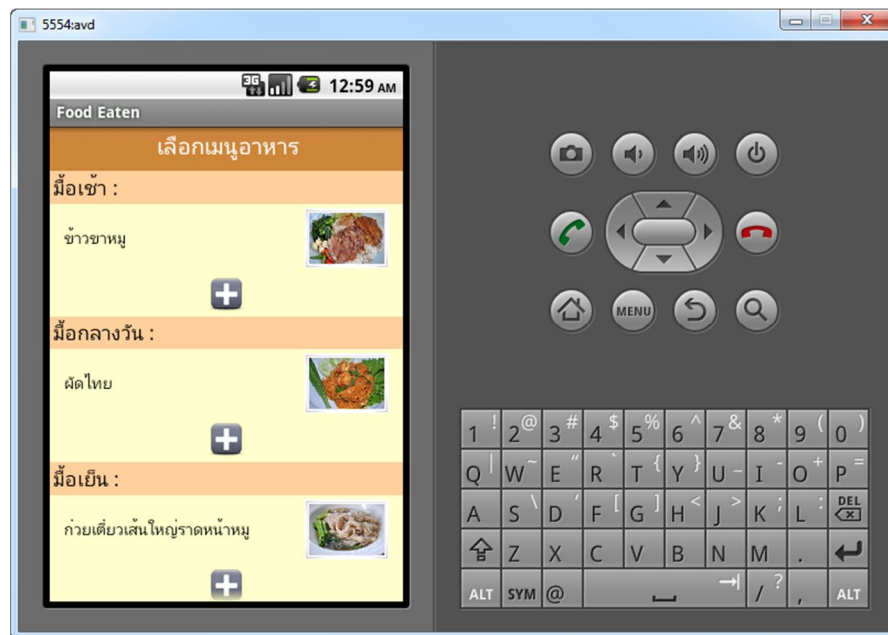 5554:avd
3G 12:59 AM
Food Eaten
เลือกเมนูอาหาร
มื้อเช้า :
ข้าวขาหมู
มื้อกลางวัน :
ผัดไทย
มื้อเย็น :
ก๋วยเตี๋ยวเส้นใหญ่ราดหน้าหมู
MENU
1 ! 2 @ 3 # 4 $ 5 % 6 ^ 7 & 8 * 9 ( 0 )
Q | W ~ E " R ` T { Y } U _ I - O + P =
A S \ D ' F [ G ] H < J > K ; L : DEL
Z X C V B N M .
ALT SYM @ / ? , ALT